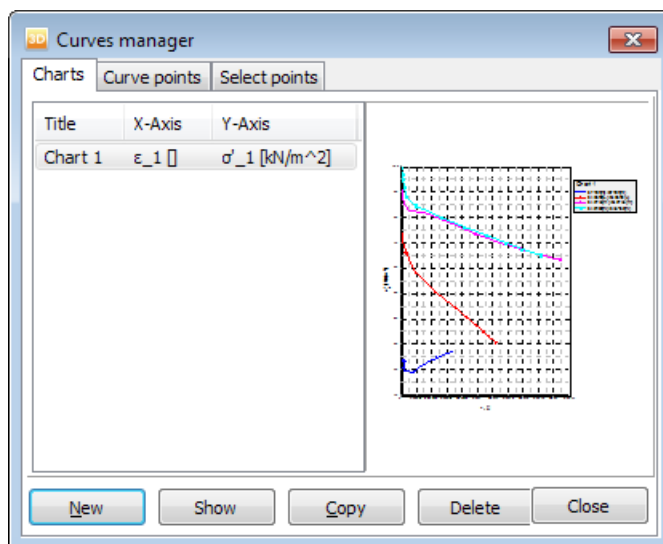 3D Curves manager
Charts Curve points Select points
Title X-Axis Y-Axis
Chart 1 ε_1 [] σ'_1 [kN/m^2]
Chart 1
New Show Copy Delete Close